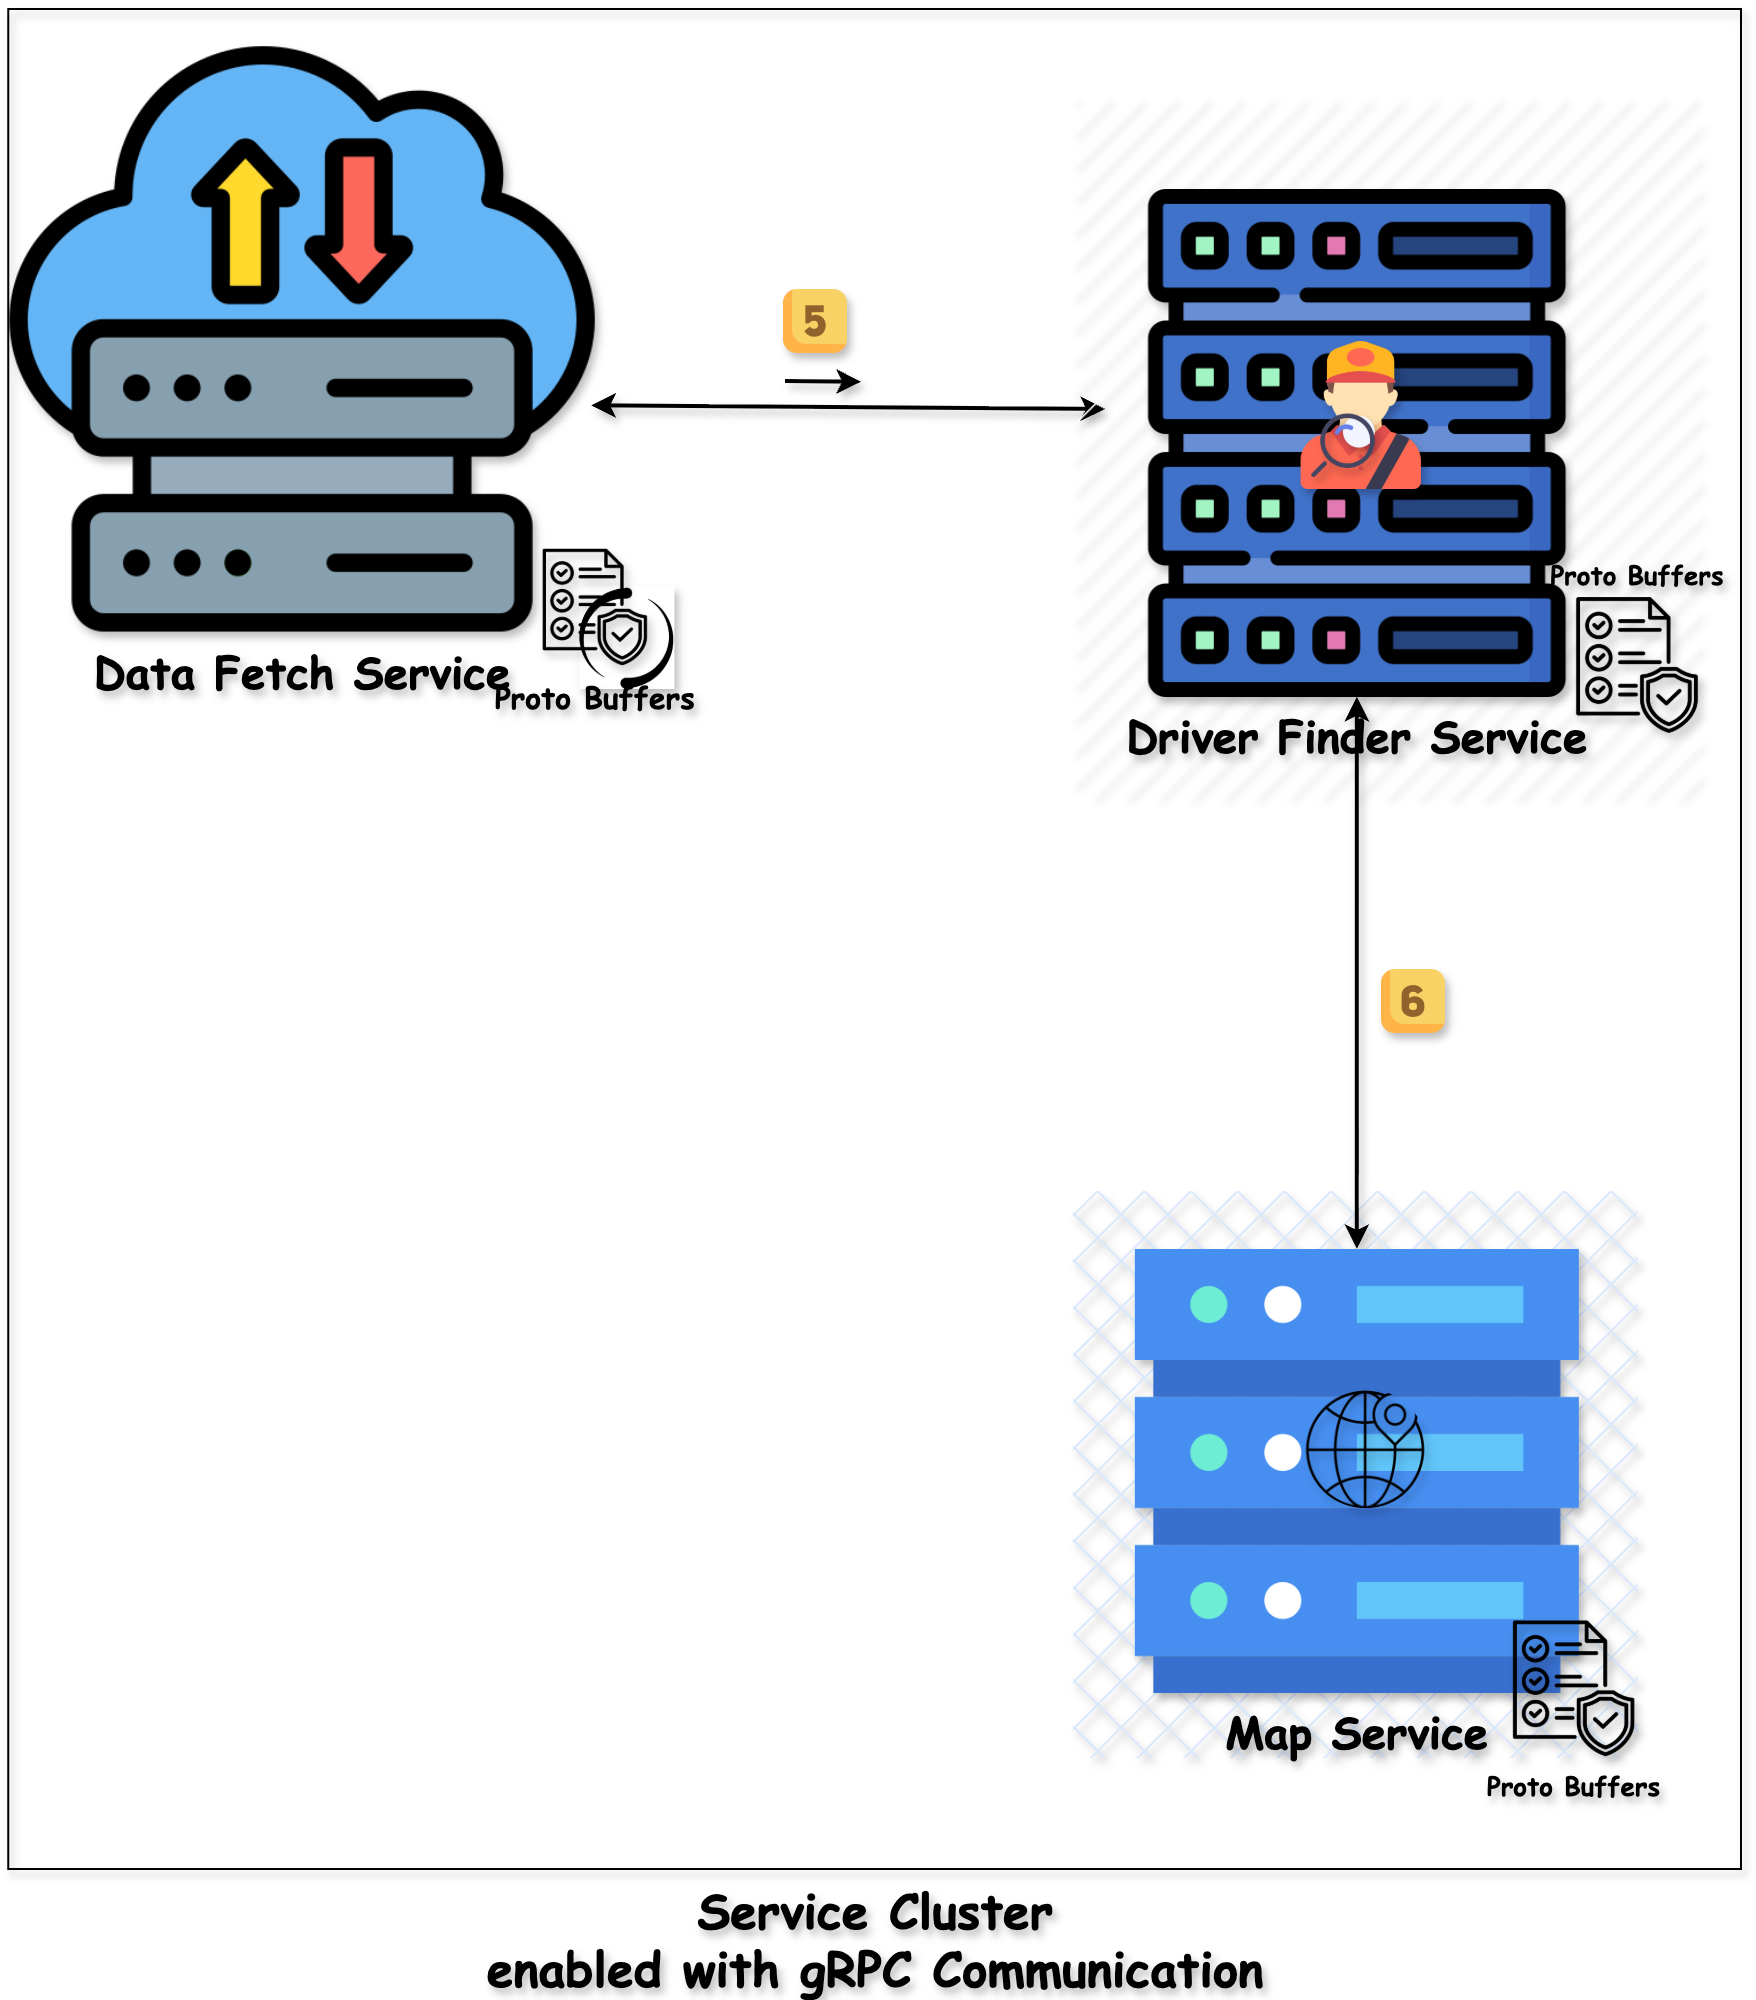 5
Proto Buffers
Data Fetch Service
Proto Buffers
Driver Finder Service
6
Map Service
Proto Buffers
Service Cluster
enabled with gRPC Communication